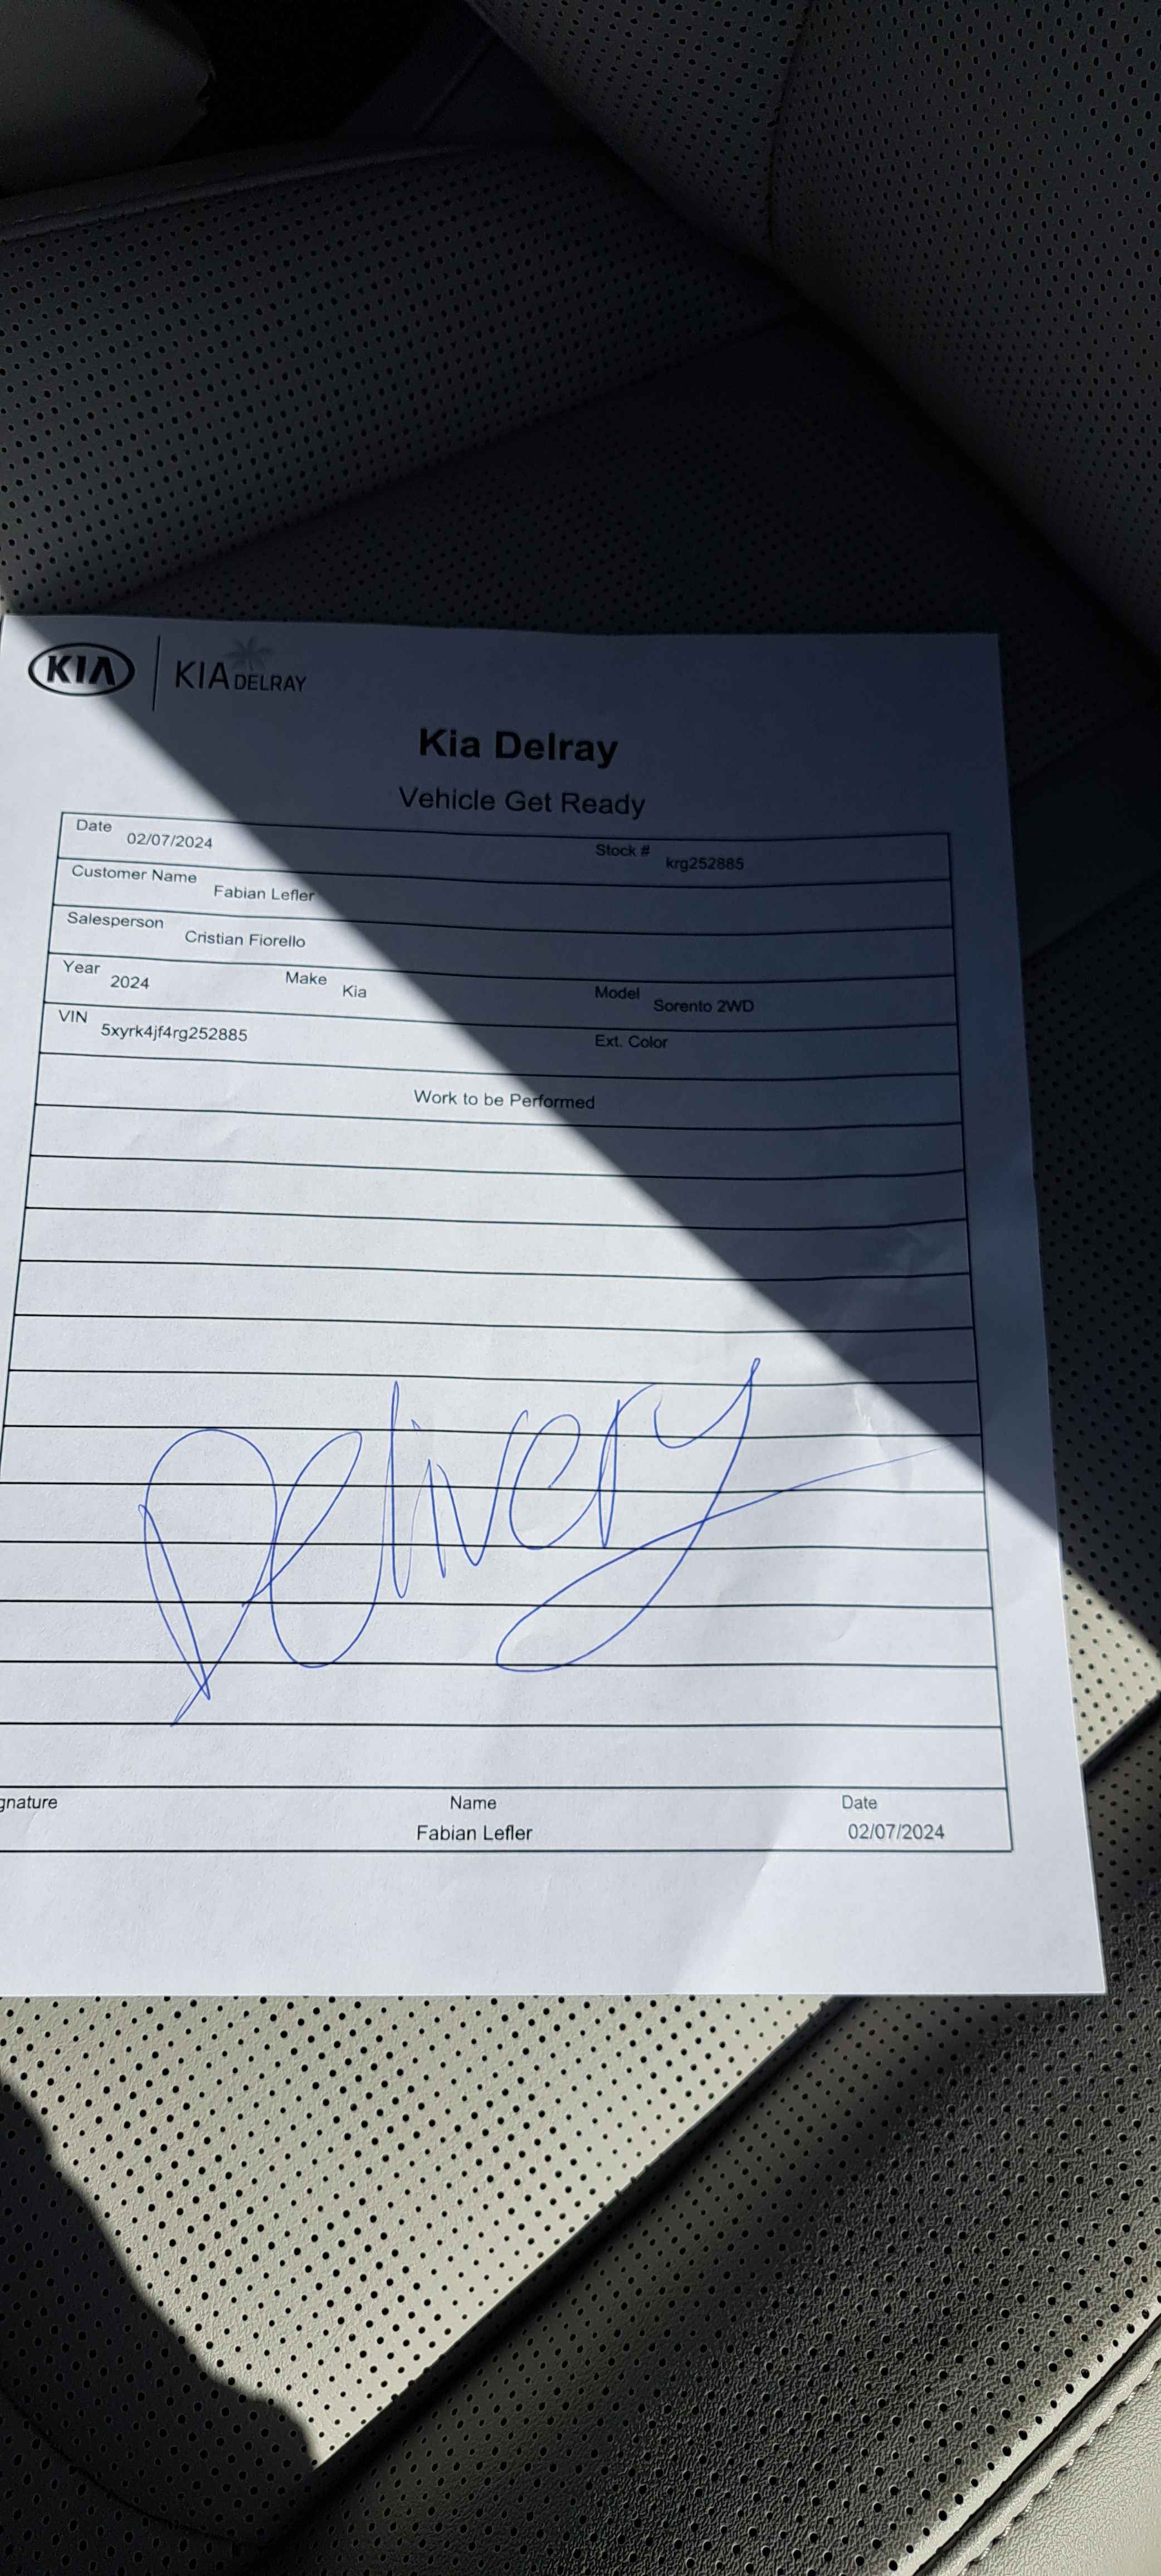 KIA KIA DELRAY
Kia Delray
Vehicle Get Ready
Date 02/07/2024 Stock # krg252885
Customer Name Fabian Lefler
Salesperson Cristian Fiorello
Year 2024 Make Kia Model Sorento 2WD
VIN 5xyrk4jf4rg252885 Ext. Color
Work to be Performed
Delivery
gnature Name Date
Fabian Lefler 02/07/2024